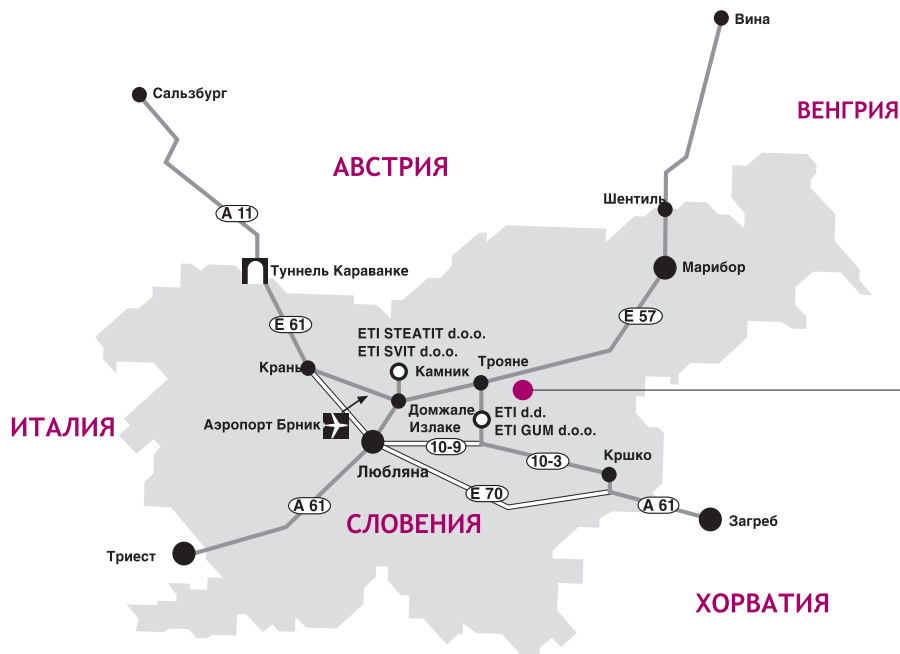 Вина
Сальзбург
ВЕНГРИЯ
АВСТРИЯ
Шентиль
А 11
Туннель Караванке
Марибор
Е 61
Е 57
ETI STEATIT d.o.o.
ETI SVIT d.o.o.
Трояне
Крань
Камник
Домжале
ETI d.d.
Аэропорт Брник
Излаке
ETI GUM d.o.o.
ИТАЛИЯ
10-9
10-3
Кршко
Любляна
Е 70
А 61
А 61
СЛОВЕНИЯ
Загреб
Триест
ХОРВАТИЯ